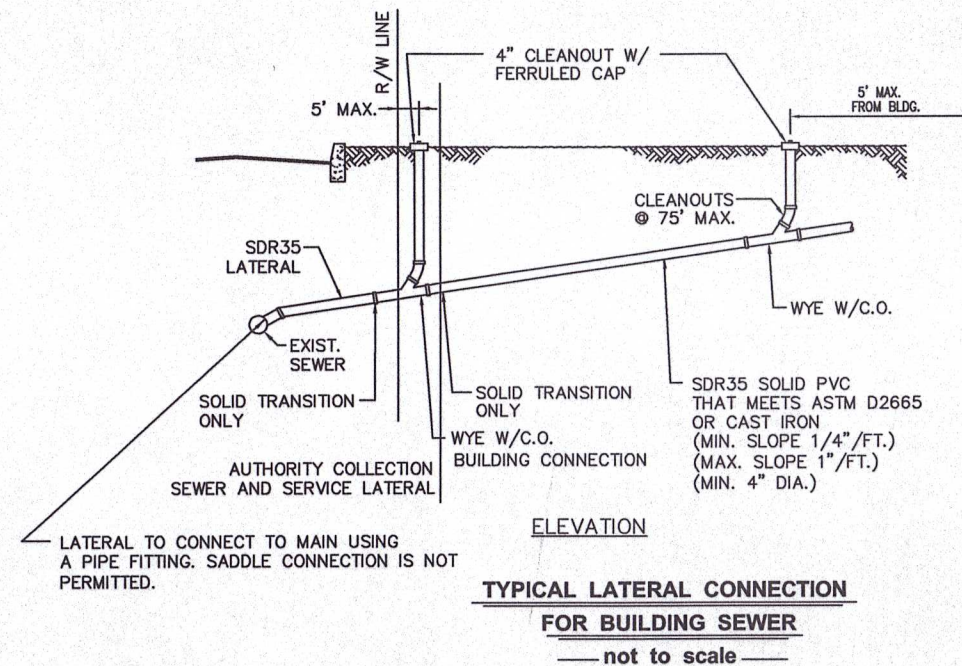 R/W LINE
4" CLEANOUT W/
FERRULED CAP
5' MAX.
5' MAX.
FROM BLDG.
CLEANOUTS
@ 75' MAX.
SDR35
LATERAL
WYE W/C.O.
EXIST.
SEWER
SOLID TRANSITION
ONLY
SOLID TRANSITION
ONLY
WYE W/C.O.
BUILDING CONNECTION
SDR35 SOLID PVC
THAT MEETS ASTM D2665
OR CAST IRON
(MIN. SLOPE 1/4"/FT.)
(MAX. SLOPE 1"/FT.)
(MIN. 4" DIA.)
AUTHORITY COLLECTION
SEWER AND SERVICE LATERAL
ELEVATION
LATERAL TO CONNECT TO MAIN USING
A PIPE FITTING. SADDLE CONNECTION IS NOT
PERMITTED.
TYPICAL LATERAL CONNECTION
FOR BUILDING SEWER
not to scale